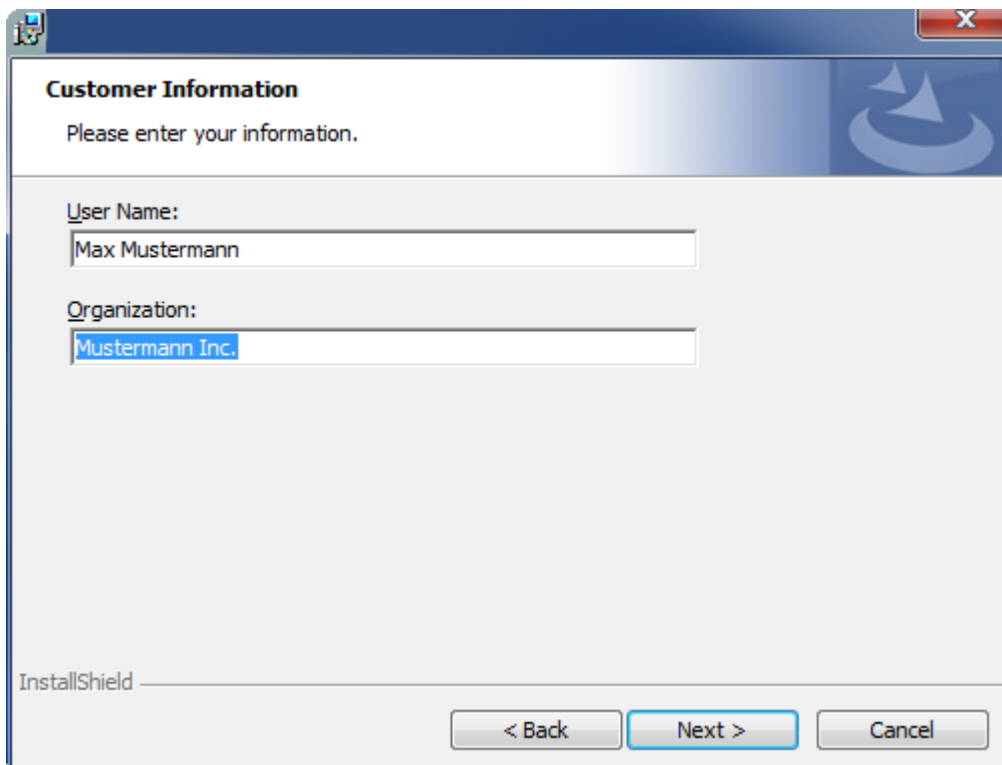 Customer Information
Please enter your information.
User Name:
Max Mustermann
Organization:
Mustermann Inc.
InstallShield
< Back Next > Cancel